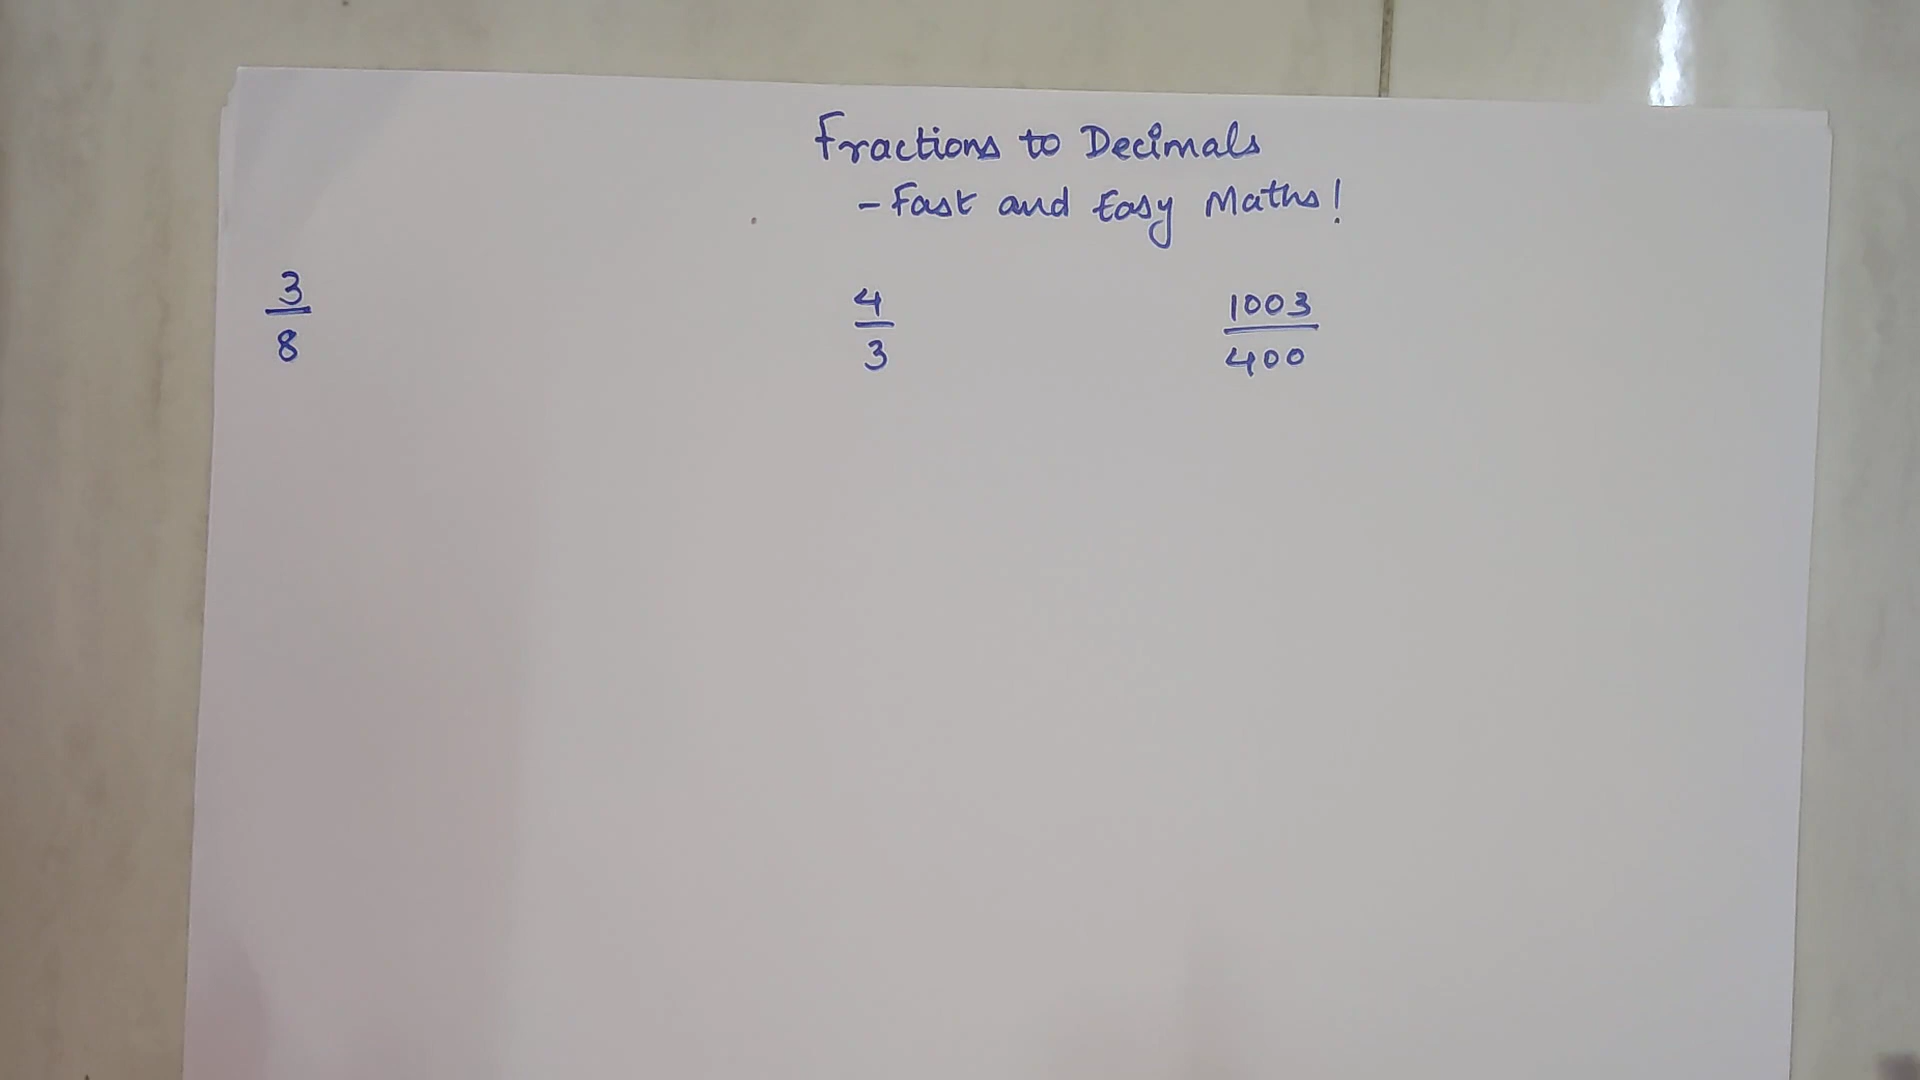 Fractions to Decimals
- Fast and Easy Maths!
3/8
4/3
1003/400